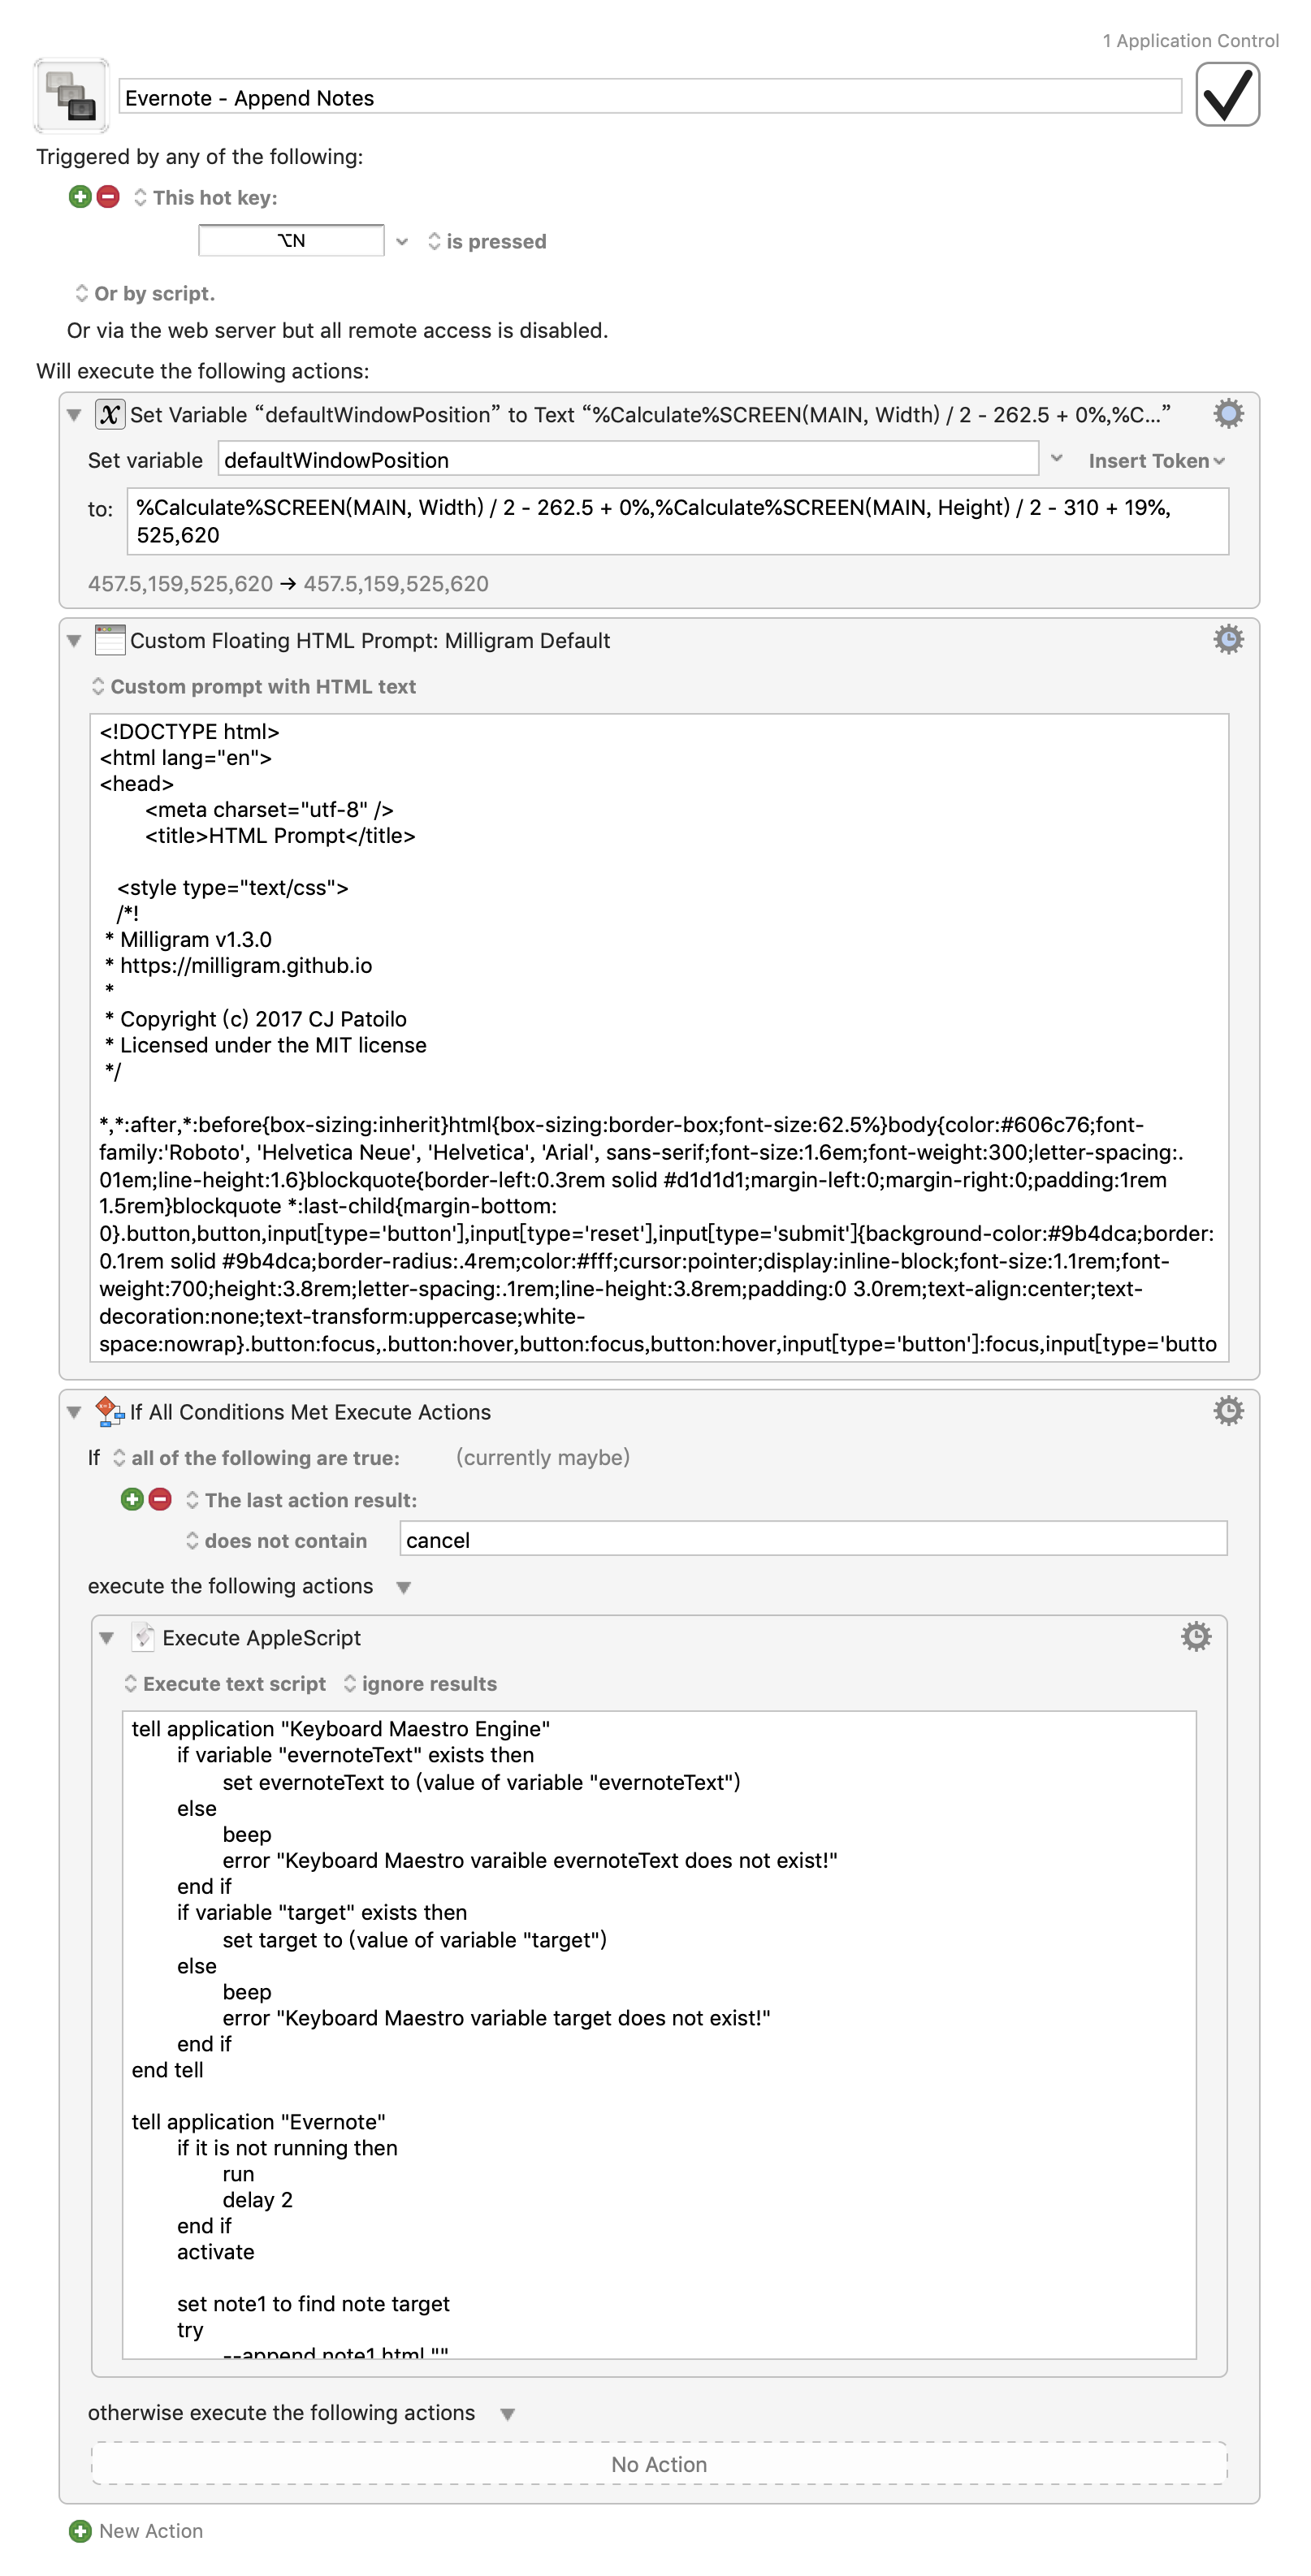 1 Application Control
Evernote - Append Notes
Triggered by any of the following:
This hot key:
⌥N
is pressed
Or by script.
Or via the web server but all remote access is disabled.
Will execute the following actions:
Set Variable “defaultWindowPosition” to Text “%Calculate%SCREEN(MAIN, Width) / 2 - 262.5 + 0%,%C...”
Set variable defaultWindowPosition Insert Token
to: %Calculate%SCREEN(MAIN, Width) / 2 - 262.5 + 0%,%Calculate%SCREEN(MAIN, Height) / 2 - 310 + 19%,
525,620
457.5,159,525,620 → 457.5,159,525,620
Custom Floating HTML Prompt: Milligram Default
Custom prompt with HTML text
<!DOCTYPE html>
<html lang="en">
<head>
<meta charset="utf-8" />
<title>HTML Prompt</title>
<style type="text/css">
/*!
* Milligram v1.3.0
* https://milligram.github.io
*
* Copyright (c) 2017 CJ Patoilo
* Licensed under the MIT license
*/
*,*:after,*:before{box-sizing:inherit}html{box-sizing:border-box;font-size:62.5%}body{color:#606c76;font-
family:'Roboto', 'Helvetica Neue', 'Helvetica', 'Arial', sans-serif;font-size:1.6em;font-weight:300;letter-spacing:.
01em;line-height:1.6}blockquote{border-left:0.3rem solid #d1d1d1;margin-left:0;margin-right:0;padding:1rem
1.5rem}blockquote *:last-child{margin-bottom:
0}.button,button,input[type='button'],input[type='reset'],input[type='submit']{background-color:#9b4dca;border:
0.1rem solid #9b4dca;border-radius:.4rem;color:#fff;cursor:pointer;display:inline-block;font-size:1.1rem;font-
weight:700;height:3.8rem;letter-spacing:.1rem;line-height:3.8rem;padding:0 3.0rem;text-align:center;text-
decoration:none;text-transform:uppercase;white-
space:nowrap}.button:focus,.button:hover,button:focus,button:hover,input[type='button']:focus,input[type='butto
If All Conditions Met Execute Actions
If all of the following are true: (currently maybe)
The last action result:
does not contain cancel
execute the following actions
Execute AppleScript
Execute text script ignore results
tell application "Keyboard Maestro Engine"
if variable "evernoteText" exists then
set evernoteText to (value of variable "evernoteText")
else
beep
error "Keyboard Maestro varaible evernoteText does not exist!"
end if
if variable "target" exists then
set target to (value of variable "target")
else
beep
error "Keyboard Maestro variable target does not exist!"
end if
end tell
tell application "Evernote"
if it is not running then
run
delay 2
end if
activate
set note1 to find note target
try
--append note1 html ""
otherwise execute the following actions
No Action
New Action